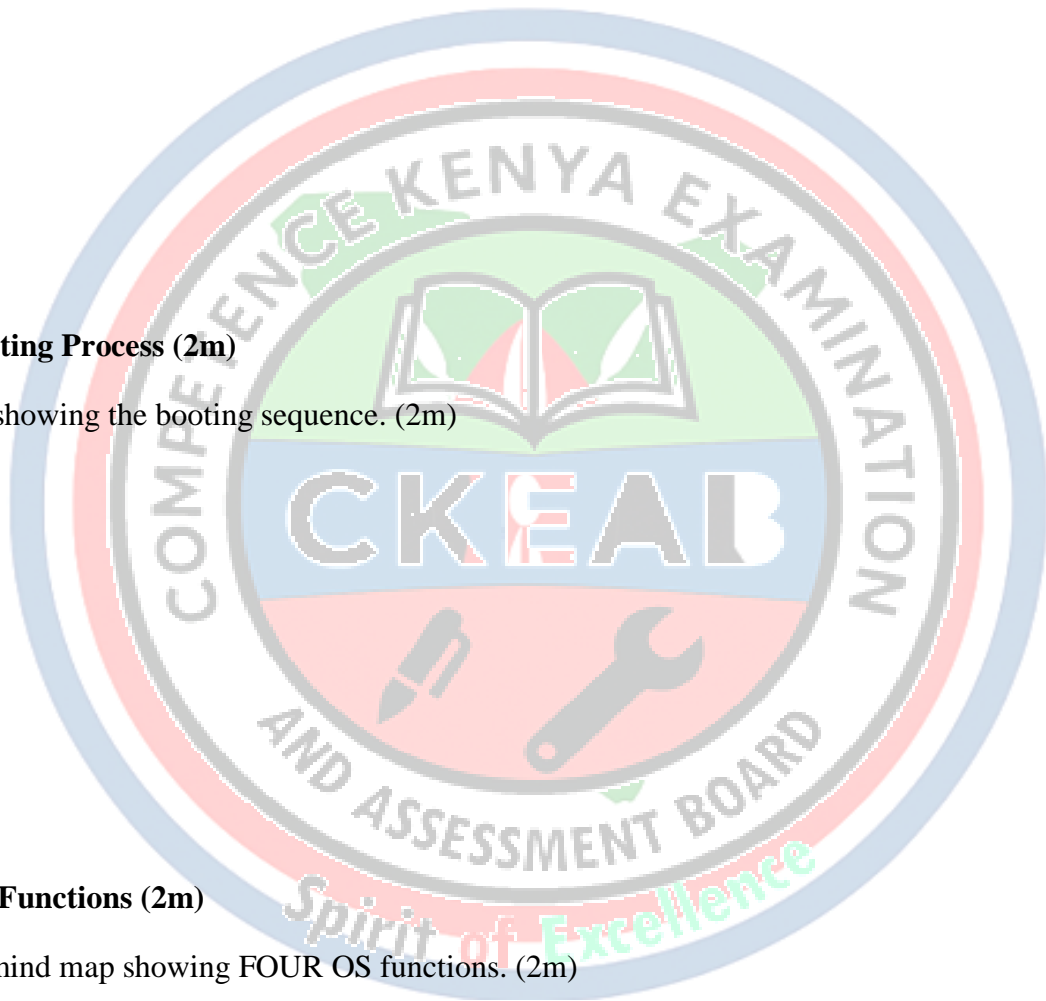 COMPETENCE KENYA EXAMINATION
ting Process (2m)
showing the booting sequence. (2m)
CKEAB
AND ASSESSMENT BOARD
Functions (2m)
Spirit of Excellence
mind map showing FOUR OS functions. (2m)